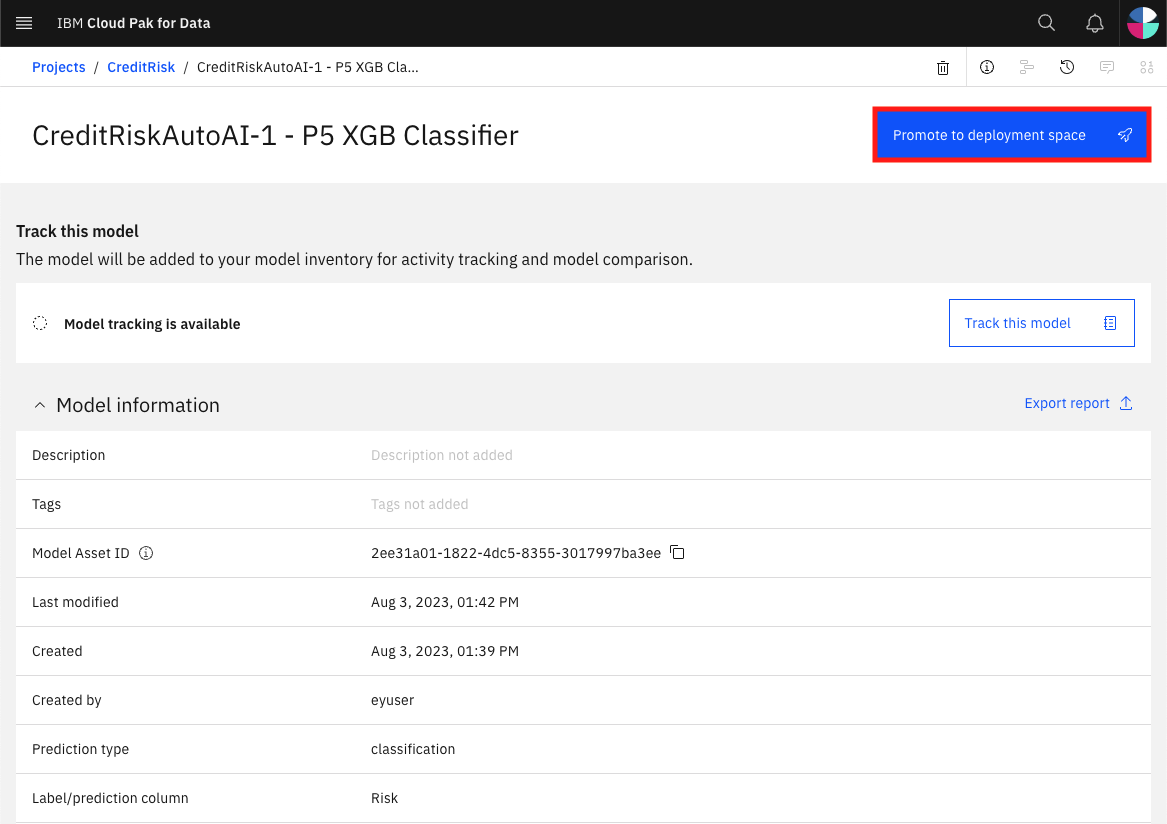 IBM Cloud Pak for Data
Projects / CreditRisk / CreditRiskAutoAI-1 - P5 XGB Cla...
CreditRiskAutoAI-1 - P5 XGB Classifier
Promote to deployment space
Track this model
The model will be added to your model inventory for activity tracking and model comparison.
Model tracking is available
Track this model
Model information
Export report
Description Description not added
Tags Tags not added
Model Asset ID 2ee31a01-1822-4dc5-8355-3017997ba3ee
Last modified Aug 3, 2023, 01:42 PM
Created Aug 3, 2023, 01:39 PM
Created by eyuser
Prediction type classification
Label/prediction column Risk